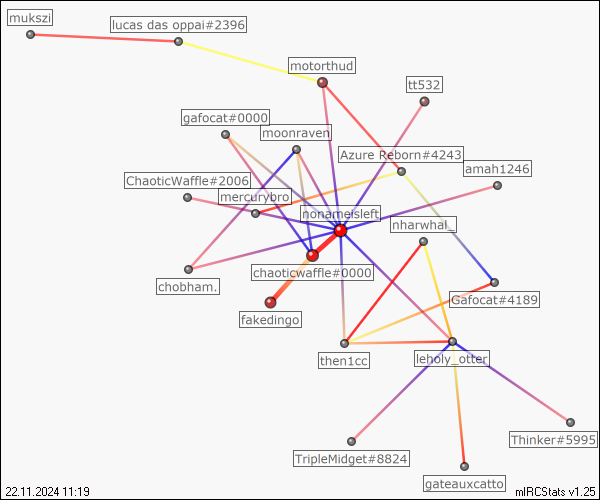 mukszi
lucas das oppai#2396
motorthud
tt532
gafocat#0000
moonraven
Azure Reborn#4243
amah1246
ChaoticWaffle#2006
mercurybro
nonameisleft
nharwhal_
chaoticwaffle#0000
chobham.
Gafocat#4189
fakedingo
then1cc
leholy_otter
Thinker#5995
TripleMidget#8824
gateauxcatto
22.11.2024 11:19
mIRCStats v1.25